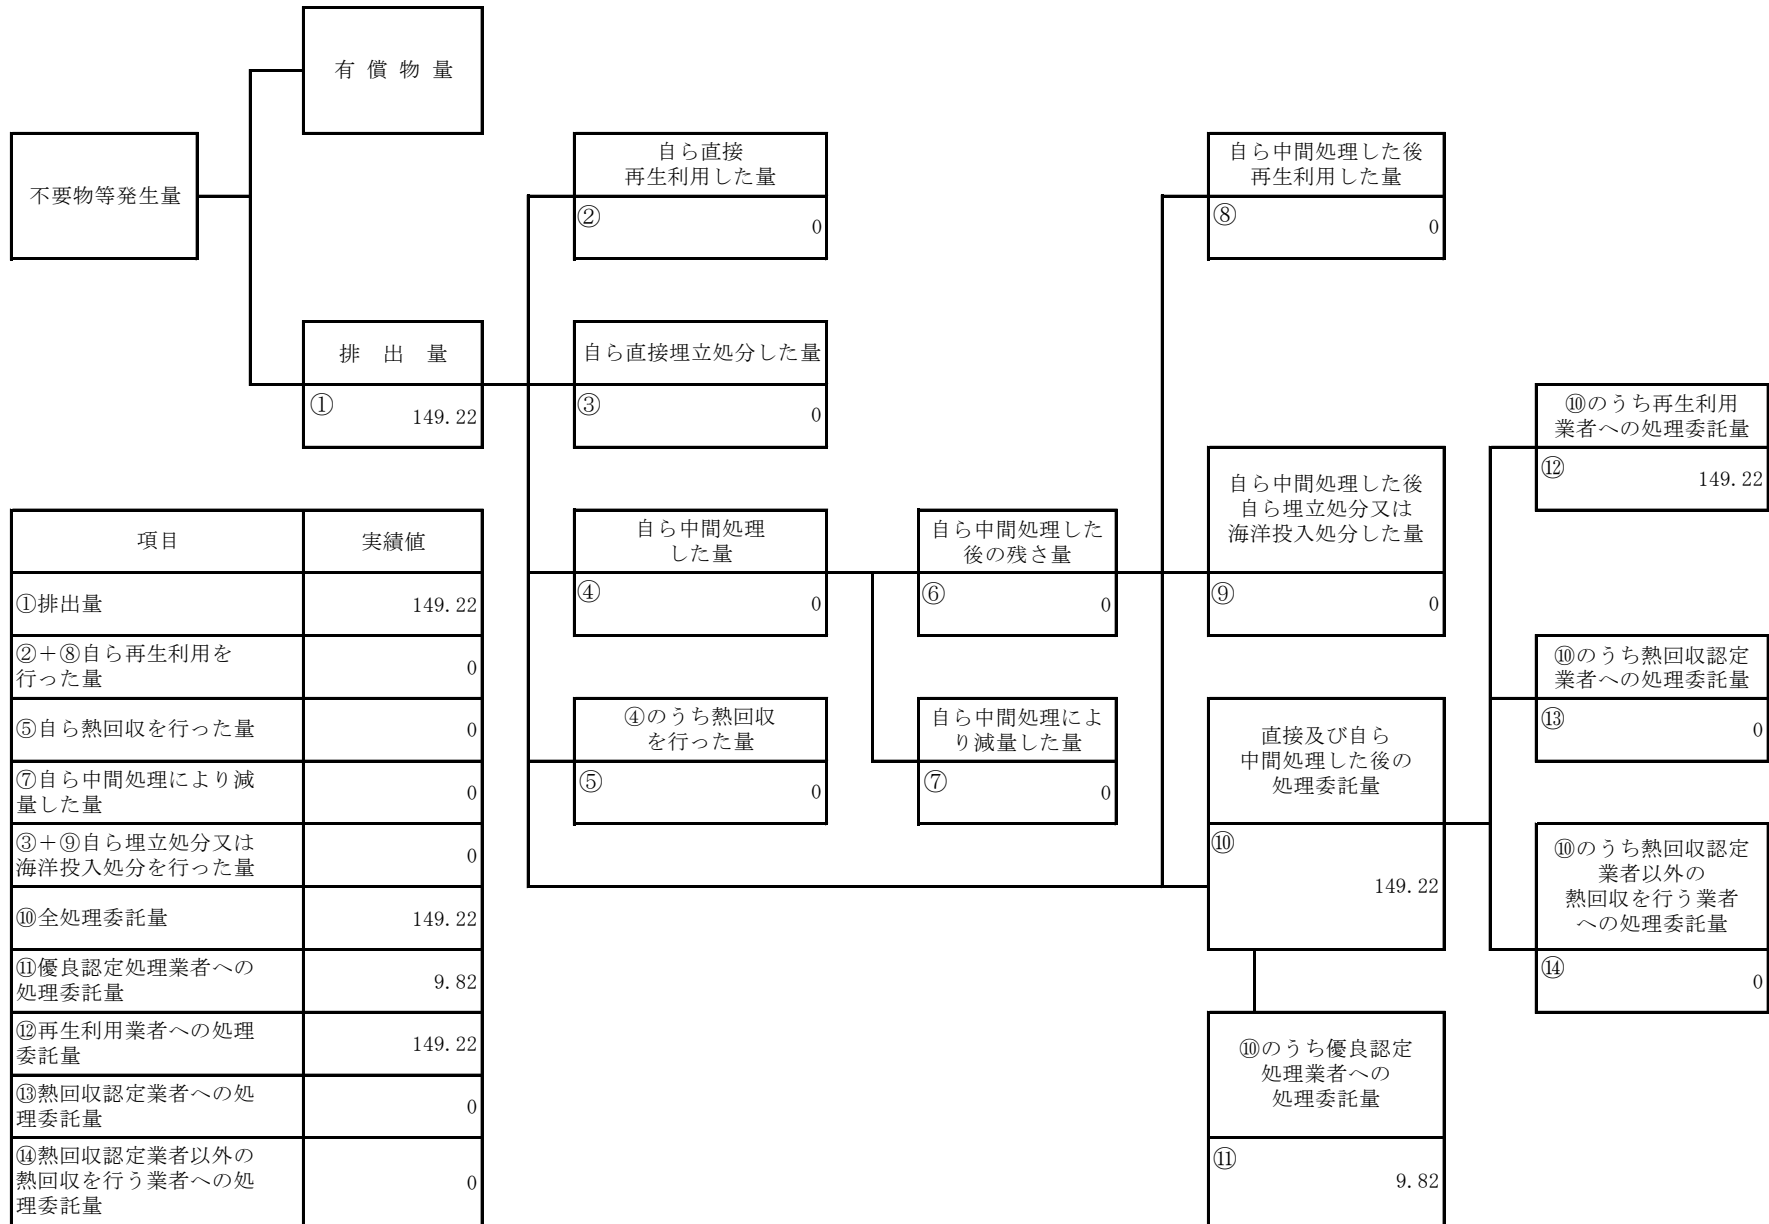 有 償 物 量
不要物等発生量
自ら直接
再生利用した量
②
0
自ら中間処理した後
再生利用した量
⑧
0
排 出 量
①
149.22
自ら直接埋立処分した量
③
0
⑩のうち再生利用
業者への処理委託量
⑫
149.22
自ら中間処理した後
自ら埋立処分又は
海洋投入処分した量
⑨
0
自ら中間処理
した量
④
0
自ら中間処理した
後の残さ量
⑥
0
⑩のうち熱回収認定
業者への処理委託量
⑬
0
④のうち熱回収
を行った量
⑤
0
自ら中間処理によ
り減量した量
⑦
0
直接及び自ら
中間処理した後の
処理委託量
⑩
149.22
⑩のうち熱回収認定
業者以外の
熱回収を行う業者
への処理委託量
⑭
0
⑩のうち優良認定
処理業者への
処理委託量
⑪
9.82
項目 実績値
①排出量 149.22
②+⑧自ら再生利用を
行った量 0
⑤自ら熱回収を行った量 0
⑦自ら中間処理により減
量した量 0
③+⑨自ら埋立処分又は
海洋投入処分を行った量 0
⑩全処理委託量 149.22
⑪優良認定処理業者への
処理委託量 9.82
⑫再生利用業者への処理
委託量 149.22
⑬熱回収認定業者への処
理委託量 0
⑭熱回収認定業者以外の
熱回収を行う業者への処
理委託量 0